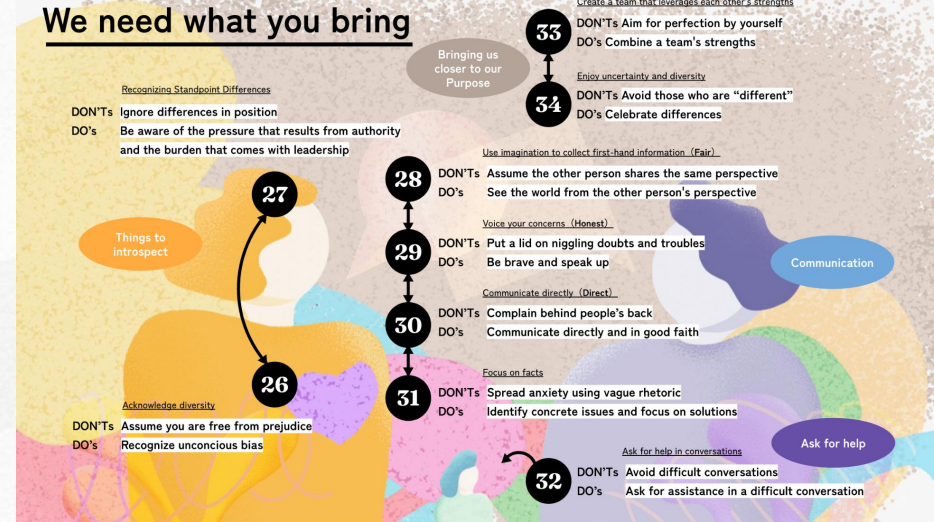 We need what you bring
Create a team that leverages each other's strengths
33
DON'Ts Aim for perfection by yourself
DO's Combine a team's strengths
Bringing us
closer to our
Purpose
Enjoy uncertainty and diversity
34
DON'Ts Avoid those who are “different”
DO's Celebrate differences
Recognizing Standpoint Differences
DON'Ts Ignore differences in position
DO's Be aware of the pressure that results from authority
and the burden that comes with leadership
27
Things to
introspect
26
Acknowledge diversity
DON'Ts Assume you are free from prejudice
DO's Recognize unconcious bias
Use imagination to collect first-hand information（Fair）
28
DON'Ts Assume the other person shares the same perspective
DO's See the world from the other person's perspective
Voice your concerns（Honest）
29
DON'Ts Put a lid on niggling doubts and troubles
DO's Be brave and speak up
Communication
Communicate directly（Direct）
30
DON'Ts Complain behind people's back
DO's Communicate directly and in good faith
Focus on facts
31
DON'Ts Spread anxiety using vague rhetoric
DO's Identify concrete issues and focus on solutions
Ask for help
Ask for help in conversations
32
DON'Ts Avoid difficult conversations
DO's Ask for assistance in a difficult conversation